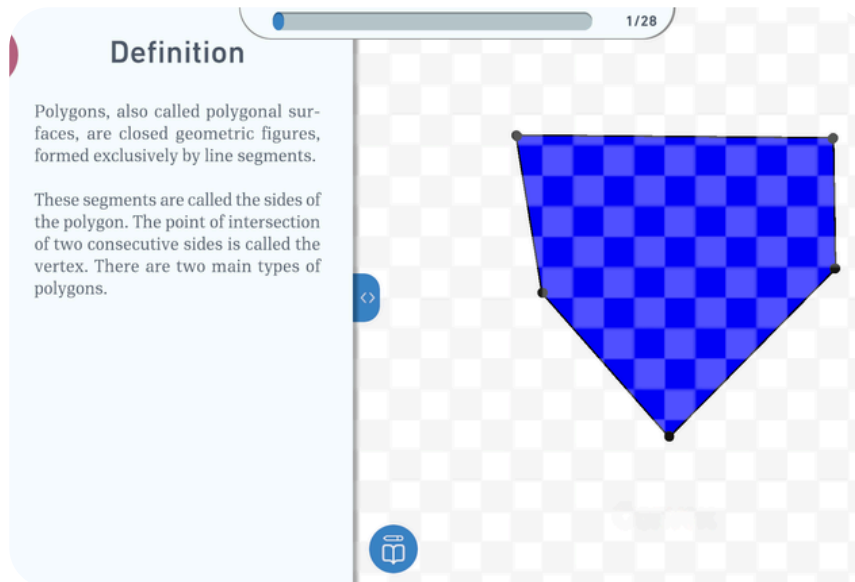 1/28
Definition
Polygons, also called polygonal sur-
faces, are closed geometric figures,
formed exclusively by line segments.
These segments are called the sides of
the polygon. The point of intersection
of two consecutive sides is called the
vertex. There are two main types of
polygons.